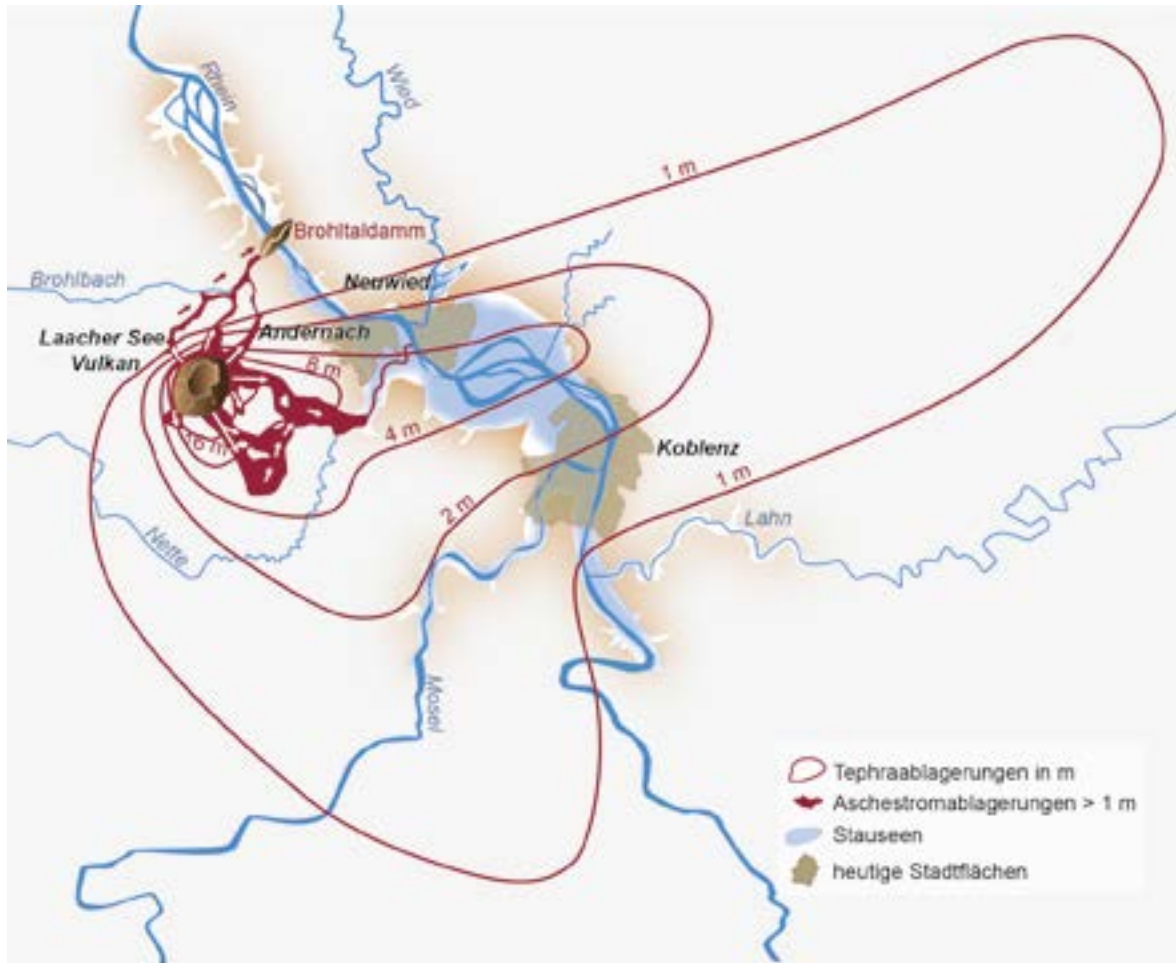 Rhein
Wied
1 m
Brohltaldamm
Brohlbach
Neuwied
Laacher See
Vulkan
Andernach
8 m
6 m
4 m
2 m
Koblenz
1 m
Lahn
Nette
Mosel
Tephraablagerungen in m
Aschestromablagerungen > 1 m
Stauseen
heutige Stadtflächen